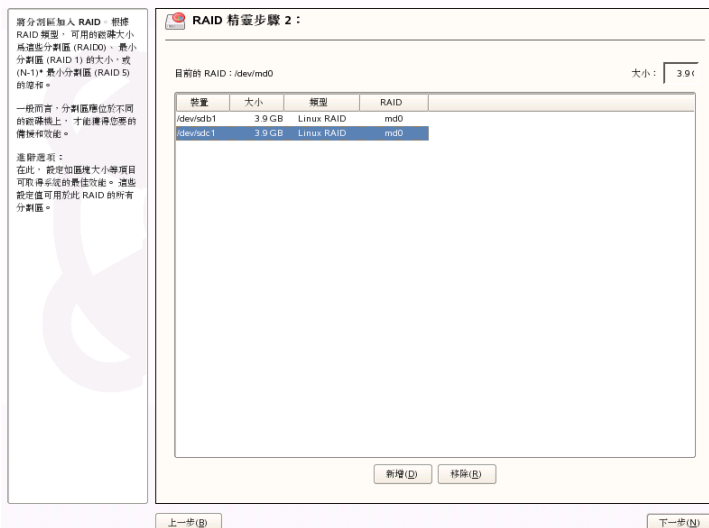 將分割區加入 RAID。根據
RAID 類型， 可用的磁碟大小
為這些分割區 (RAID0)、 最小
分割區 (RAID 1) 的大小，或
(N-1)* 最小分割區 (RAID 5)
的總和。
一般而言，分割區應位於不同
的磁碟機上， 才能獲得您要的
備援和效能。
進階選項：
在此， 設定如區塊大小等項目
可取得系統的最佳效能。 這些
設定值可用於此 RAID 的所有
分割區。
RAID 精靈步驟 2：
目前的 RAID：/dev/md0
大小： 3.9
裝置 大小 類型 RAID
/dev/sdb1 3.9 GB Linux RAID md0
/dev/sdc1 3.9 GB Linux RAID md0
新增(D) 移除(R)
上一步(B) 下一步(N)